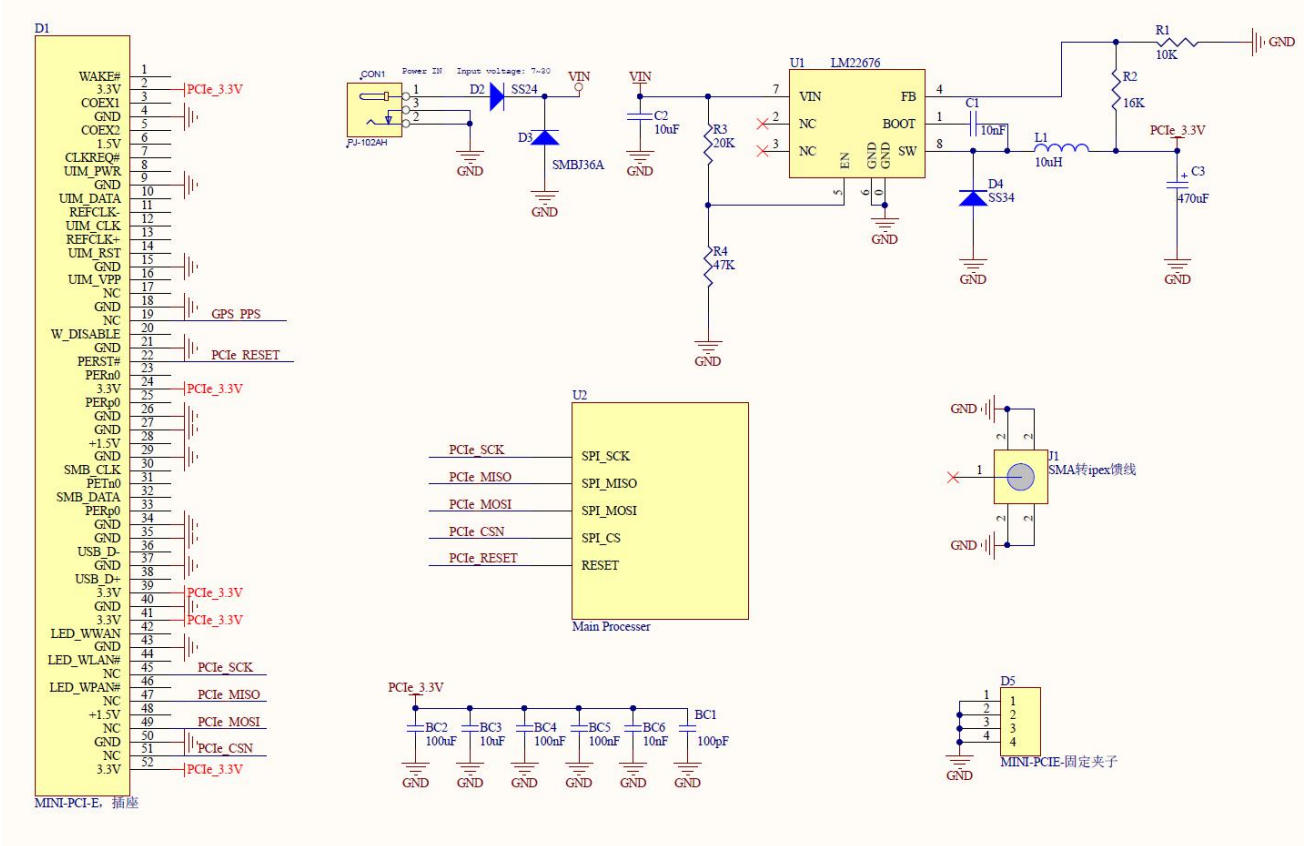 D1
WAKE# 1
3.3V 2 PCIe_3.3V
COEX1 3
GND 4
COEX2 5
1.5V 6
CLKREQ# 7
UIM_PWR 8
GND 9
UIM_DATA 10
REFCLK- 11
UIM_CLK 12
REFCLK+ 13
UIM_RST 14
GND 15
UIM_VPP 16
NC 17
GND 18
NC 19 GPS_PPS
W_DISABLE 20
GND 21
PERST# 22 PCIe_RESET
PERn0 23
3.3V 24 PCIe_3.3V
PERp0 25
GND 26
GND 27
+1.5V 28
GND 29
SMB_CLK 30
PETn0 31
SMB_DATA 32
PERp0 33
GND 34
GND 35
USB_D- 36
GND 37
USB_D+ 38
3.3V 39 PCIe_3.3V
GND 40
3.3V 41 PCIe_3.3V
LED_WWAN 42
GND 43
LED_WLAN# 44
NC 45 PCIe_SCK
LED_WPAN# 46
NC 47 PCIe_MISO
+1.5V 48
NC 49 PCIe_MOSI
GND 50
NC 51 PCIe_CSN
3.3V 52 PCIe_3.3V
MINI-PCI-E，插座
CON1 Power IN Input voltage: 7~30
1
3
2
PJ-102AH
D2 SS24
VIN
D3
SMBJ36A
GND
GND
VIN
C2
10uF
GND
R3
20K
R4
47K
GND
U1 LM22676
7 VIN
2 NC
3 NC
FB 4
BOOT 1
SW 8
EN 5
GND 6
GND 0
GND
C1
10nF
R1
10K
GND
R2
16K
L1
10uH
PCIe_3.3V
D4
SS34
GND
+ C3
470uF
GND
U2
PCIe_SCK SPI_SCK
PCIe_MISO SPI_MISO
PCIe_MOSI SPI_MOSI
PCIe_CSN SPI_CS
PCIe_RESET RESET
Main Processer
GND
2 2
1
J1
SMA转ipex馈线
2 2
GND
PCIe_3.3V
BC2
100uF
BC3
10uF
BC4
100nF
BC5
100nF
BC6
10nF
BC1
100pF
GND GND GND GND GND GND
D5
1 1
2 2
3 3
4 4
GND
MINI-PCIE-固定夹子